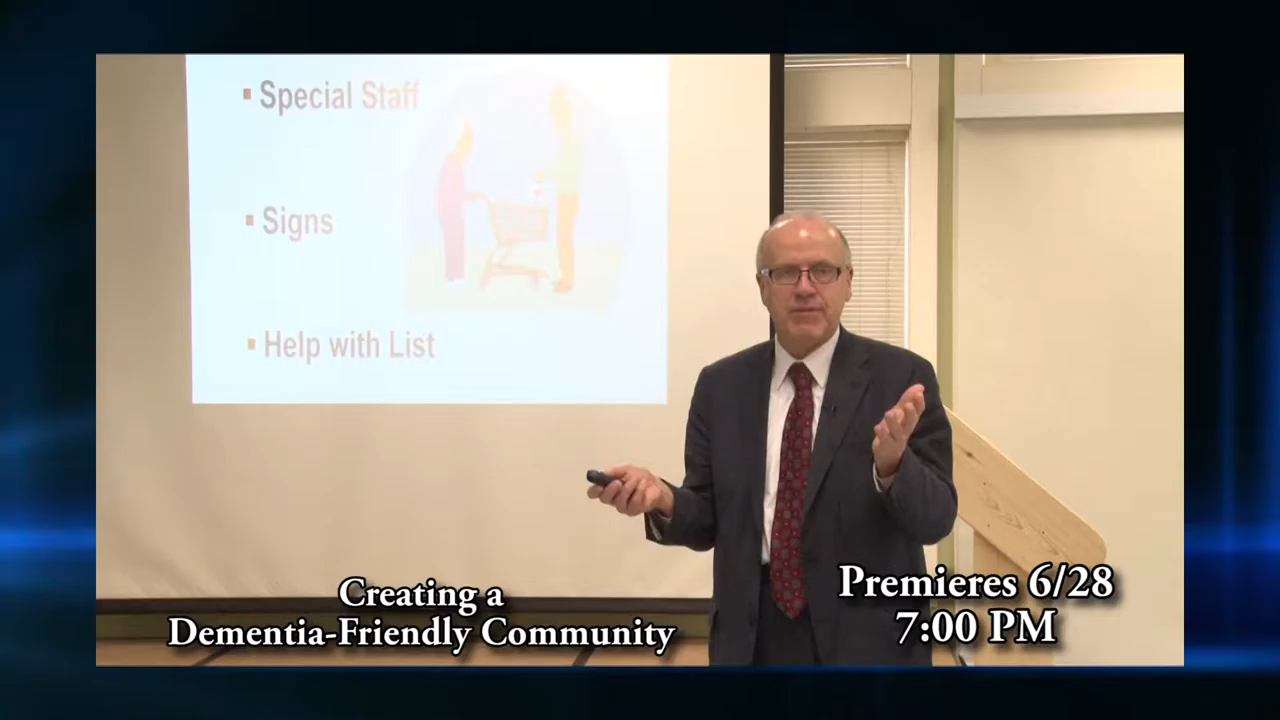 ▪ Special Staff
▪ Signs
▪ Help with List
Creating a
Dementia-Friendly Community
Premieres 6/28
7:00 PM